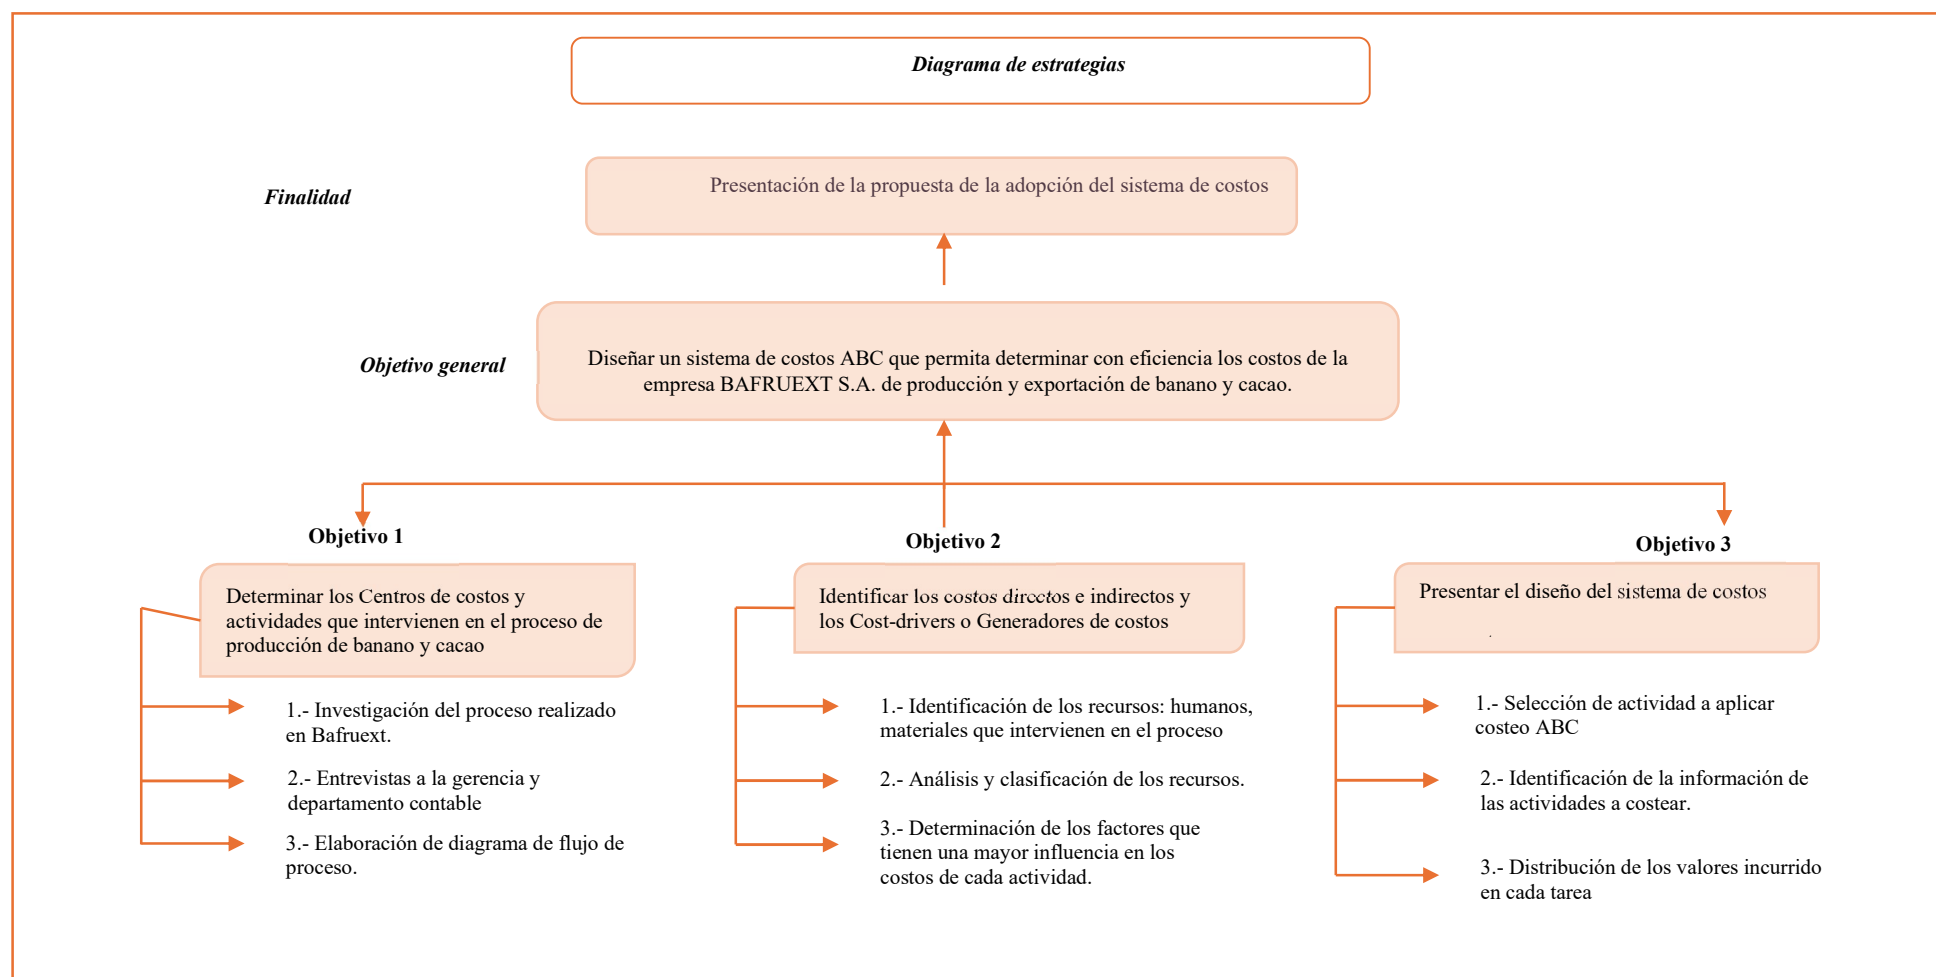 Diagrama de estrategias
Finalidad
Presentación de la propuesta de la adopción del sistema de costos
Objetivo general
Diseñar un sistema de costos ABC que permita determinar con eficiencia los costos de la
empresa BAFRUEXT S.A. de producción y exportación de banano y cacao.
Objetivo 1
Determinar los Centros de costos y
actividades que intervienen en el proceso de
producción de banano y cacao
1.- Investigación del proceso realizado
en Bafruext.
2.- Entrevistas a la gerencia y
departamento contable
3.- Elaboración de diagrama de flujo de
proceso.
Objetivo 2
Identificar los costos directos e indirectos y
los Cost-drivers o Generadores de costos
1.- Identificación de los recursos: humanos,
materiales que intervienen en el proceso
2.- Análisis y clasificación de los recursos.
3.- Determinación de los factores que
tienen una mayor influencia en los
costos de cada actividad.
Objetivo 3
Presentar el diseño del sistema de costos
.
1.- Selección de actividad a aplicar
costeo ABC
2.- Identificación de la información de
las actividades a costear.
3.- Distribución de los valores incurrido
en cada tarea